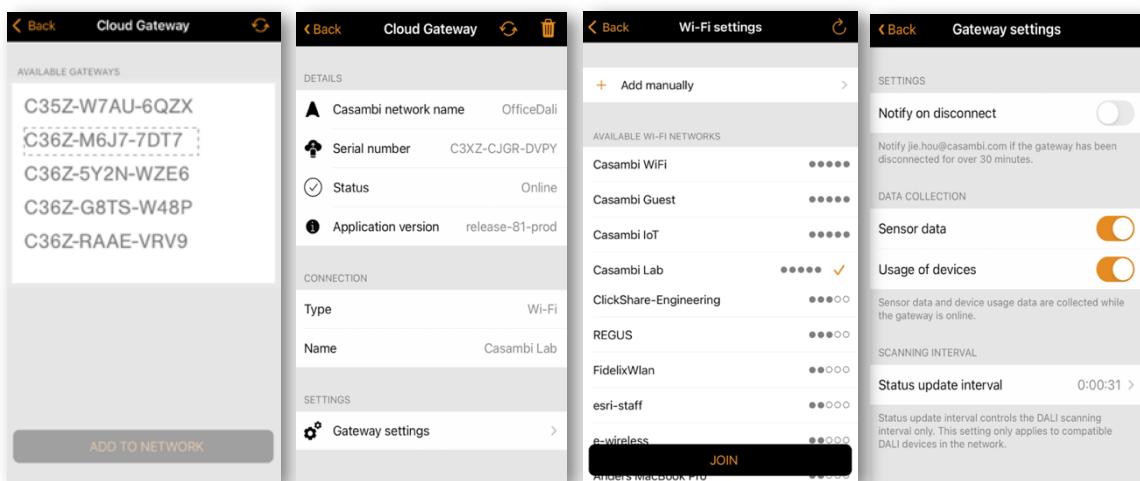 Back
Cloud Gateway
AVAILABLE GATEWAYS
C35Z-W7AU-6QZX
C36Z-M6J7-7DT7
C36Z-5Y2N-WZE6
C36Z-G8TS-W48P
C36Z-RAAE-VRV9
ADD TO NETWORK
Back
Cloud Gateway
DETAILS
Casambi network name OfficeDali
Serial number C3XZ-CJGR-DVPY
Status Online
Application version release-81-prod
CONNECTION
Type Wi-Fi
Name Casambi Lab
SETTINGS
Gateway settings
Back
Wi-Fi settings
+ Add manually
AVAILABLE WI-FI NETWORKS
Casambi WiFi
Casambi Guest
Casambi IoT
Casambi Lab
ClickShare-Engineering
REGUS
FidelixWlan
esri-staff
e-wireless
JOIN
Anders MacBook Pro
Back
Gateway settings
SETTINGS
Notify on disconnect
Notify jie.hou@casambi.com if the gateway has been
disconnected for over 30 minutes.
DATA COLLECTION
Sensor data
Usage of devices
Sensor data and device usage data are collected while
the gateway is online.
SCANNING INTERVAL
Status update interval 0:00:31
Status update interval controls the DALI scanning
interval only. This setting only applies to compatible
DALI devices in the network.